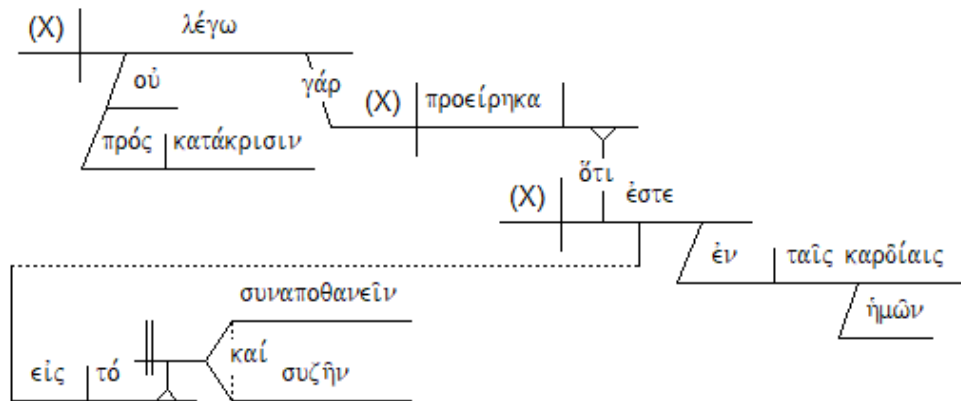 (X) λέγω
οὐ γάρ (X) προείρηκα
πρός κατάκρισιν
ὅτι
(X) ἐστε
ἐν ταῖς καρδίαις
συναποθανεῖν
ἡμῶν
καί
εἰς τό συζῆν